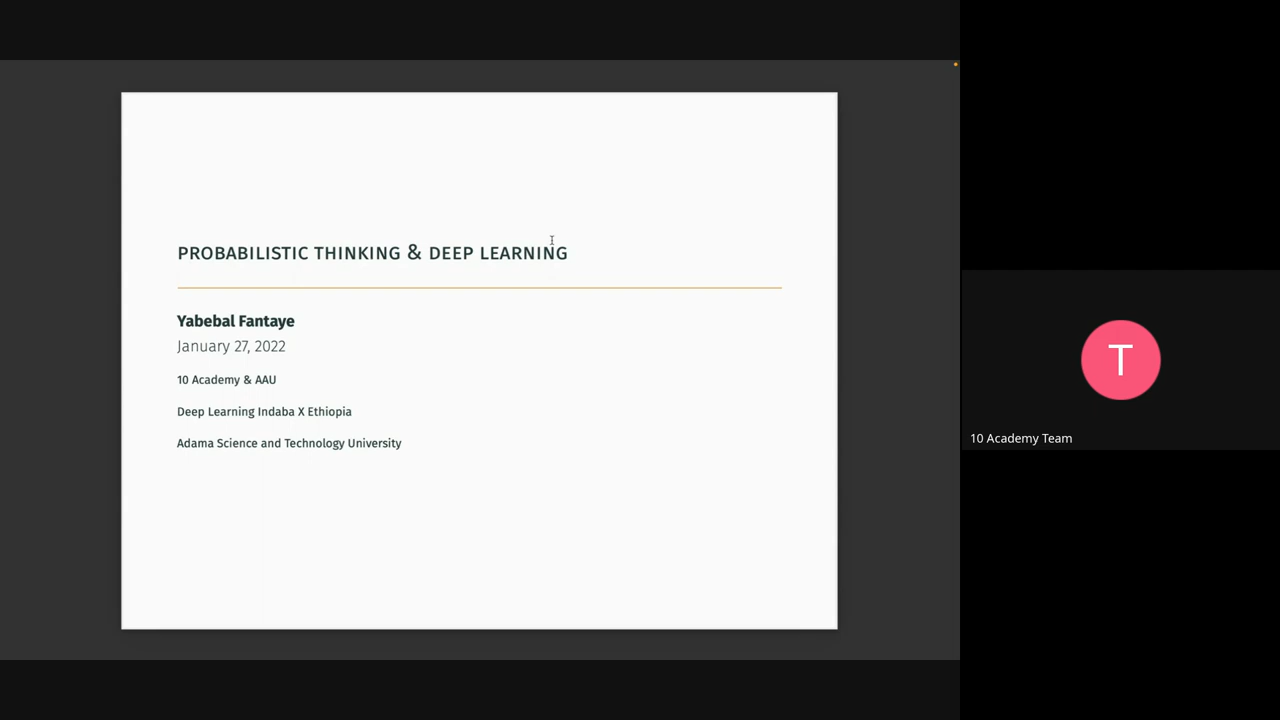 PROBABILISTIC THINKING & DEEP LEARNING
Yabebal Fantaye
January 27, 2022
10 Academy & AAU
Deep Learning Indaba X Ethiopia
Adama Science and Technology University
T
10 Academy Team